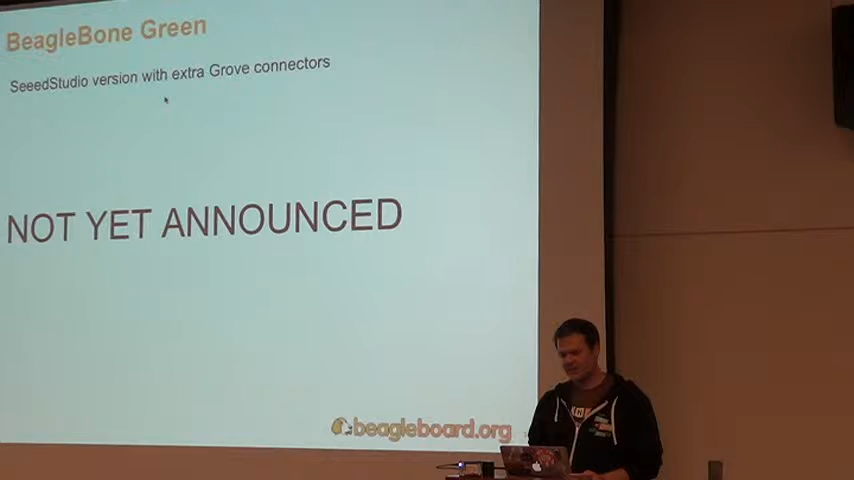 BeagleBone Green
SeeedStudio version with extra Grove connectors
NOT YET ANNOUNCED
beagleboard.org